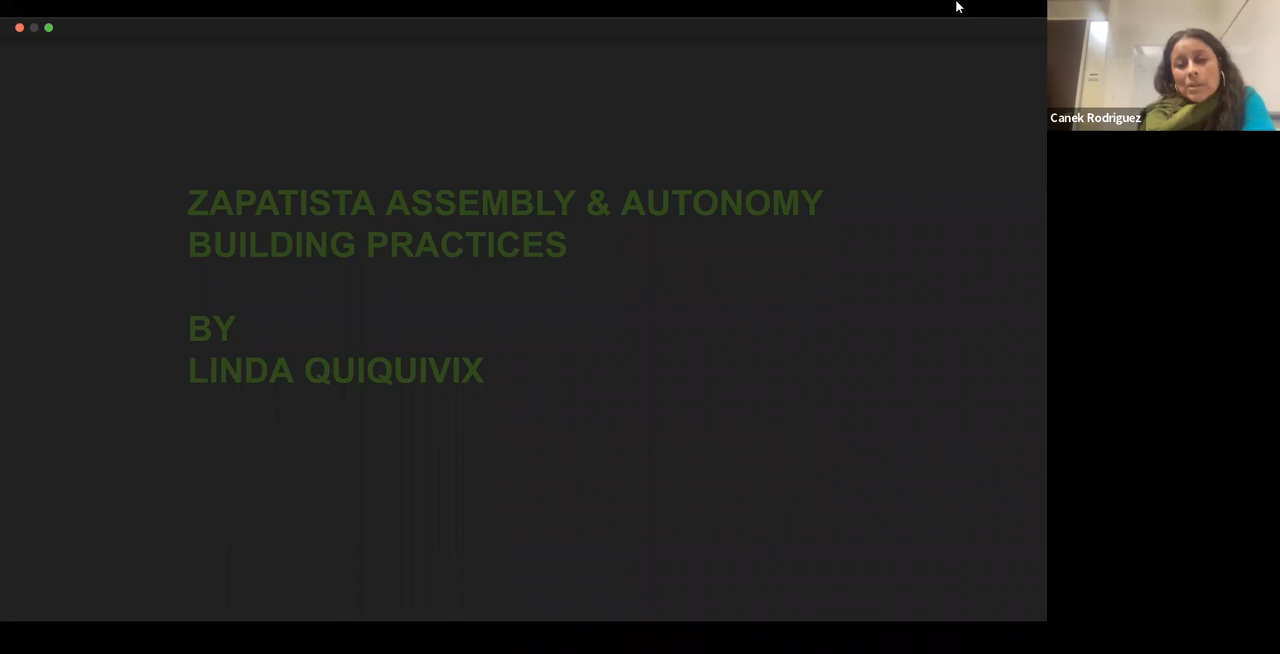 ZAPATISTA ASSEMBLY & AUTONOMY
BUILDING PRACTICES
BY
LINDA QUIQUIVIX
Canek Rodriguez